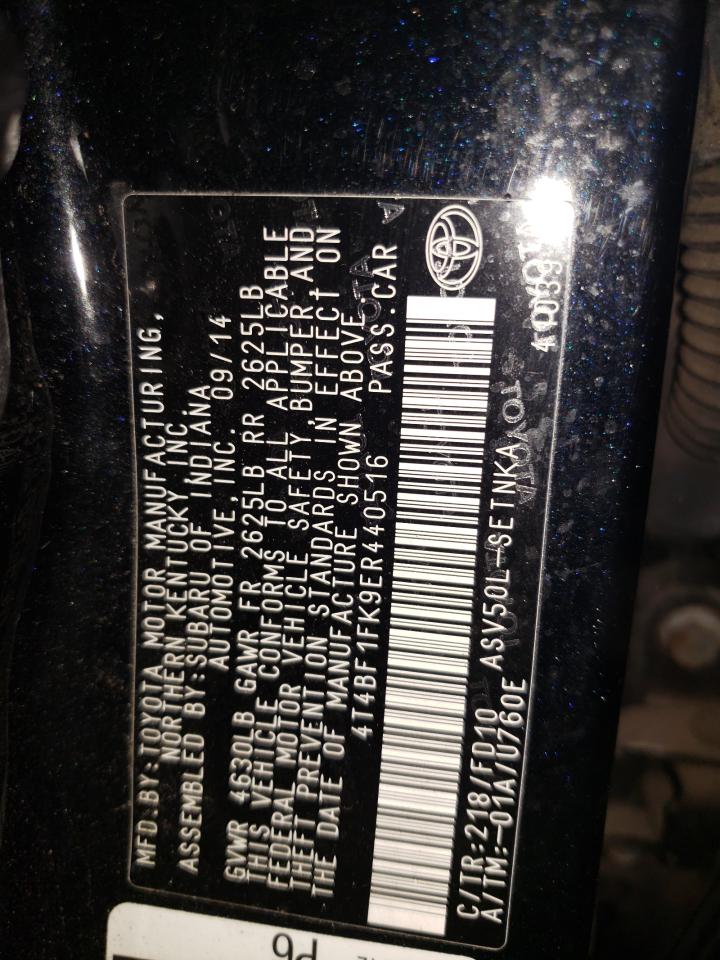 MFD BY:TOYOTA MOTOR MANUFACTURING,
NORTHERN KENTUCKY INC.
ASSEMBLED BY:SUBARU OF INDIANA
AUTOMOTIVE,INC. 09/14
GVWR 4630LB GAWR FR 2625LB RR 2625LB
THIS VEHICLE CONFORMS TO ALL APPLICABLE
FEDERAL MOTOR VEHICLE SAFETY, BUMPER,AND
THEFT PREVENTION STANDARDS IN EFFECT ON
THE DATE OF MANUFACTURE SHOWN ABOVE.
4T4BF1FK9ER440516 PASS.CAR
C/TR:218/FD10 ASV50L-SETNKA
A/TM:-01A/U760E
TOYOTA
P6